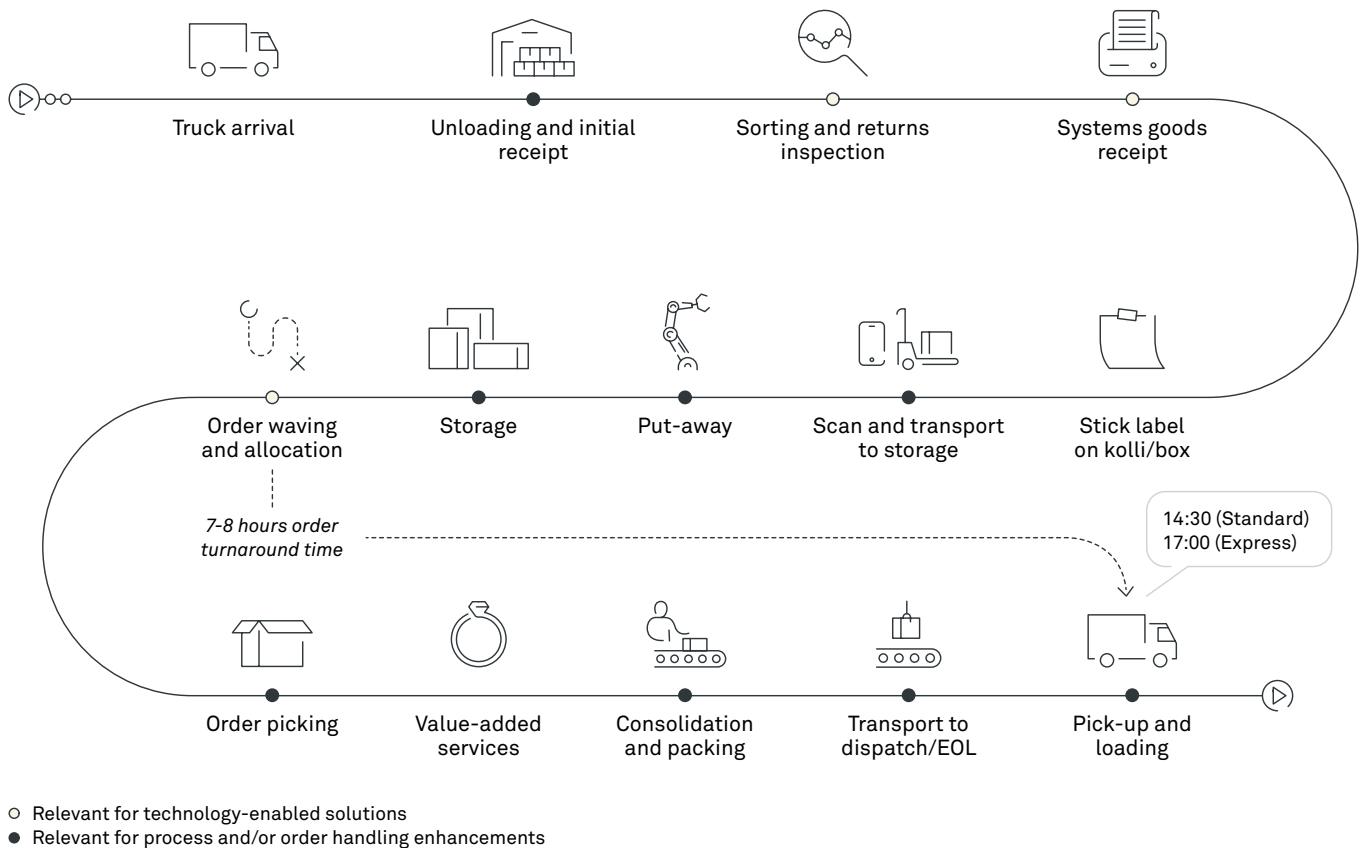 Truck arrival
Unloading and initial
receipt
Sorting and returns
inspection
Systems goods
receipt
Order waving
and allocation
Storage
Put-away
Scan and transport
to storage
Stick label
on kolli/box
7-8 hours order
turnaround time
14:30 (Standard)
17:00 (Express)
Order picking
Value-added
services
Consolidation
and packing
Transport to
dispatch/EOL
Pick-up and
loading
Relevant for technology-enabled solutions
Relevant for process and/or order handling enhancements